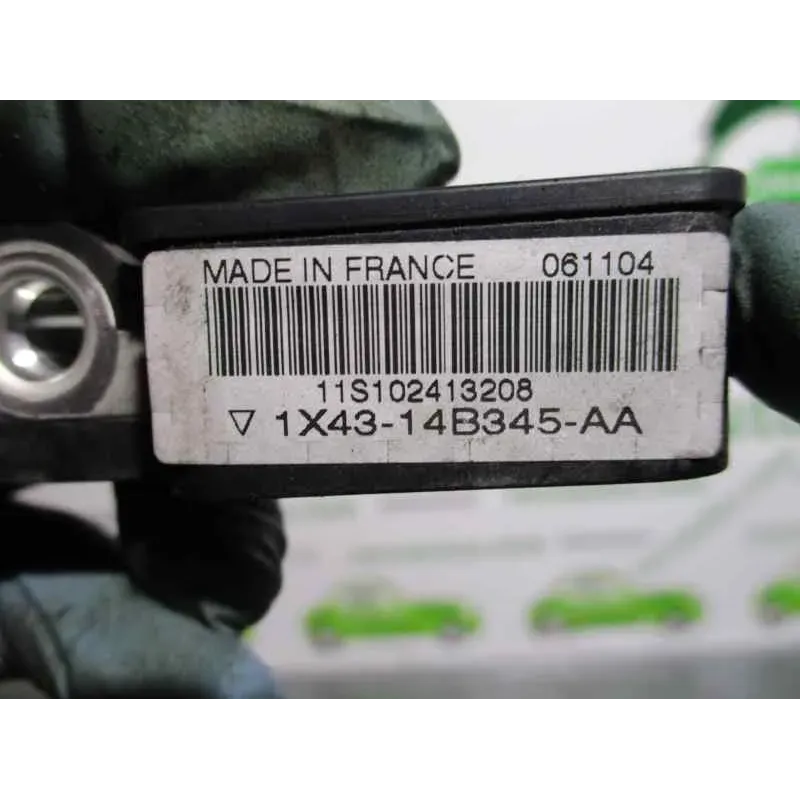 MADE IN FRANCE 061104
11S102413208
▽ 1X43-14B345-AA